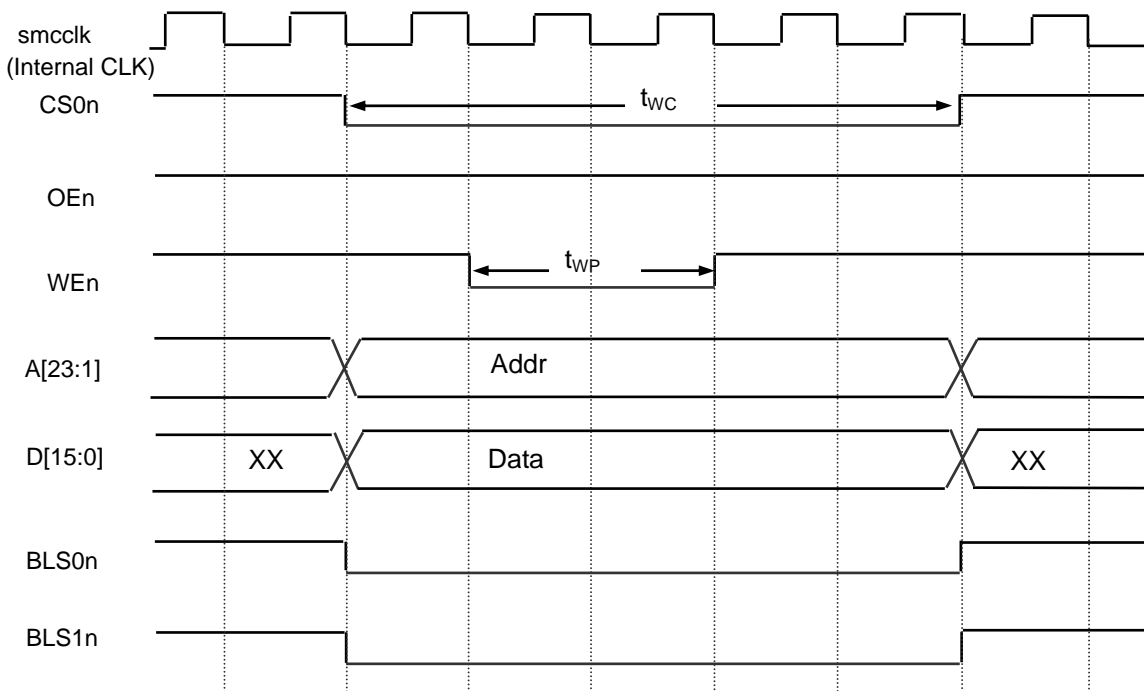 smcclk
(Internal CLK)
CS0n
tWC
OEn
WEn
tWP
A[23:1]
Addr
D[15:0]
XX
Data
XX
BLS0n
BLS1n